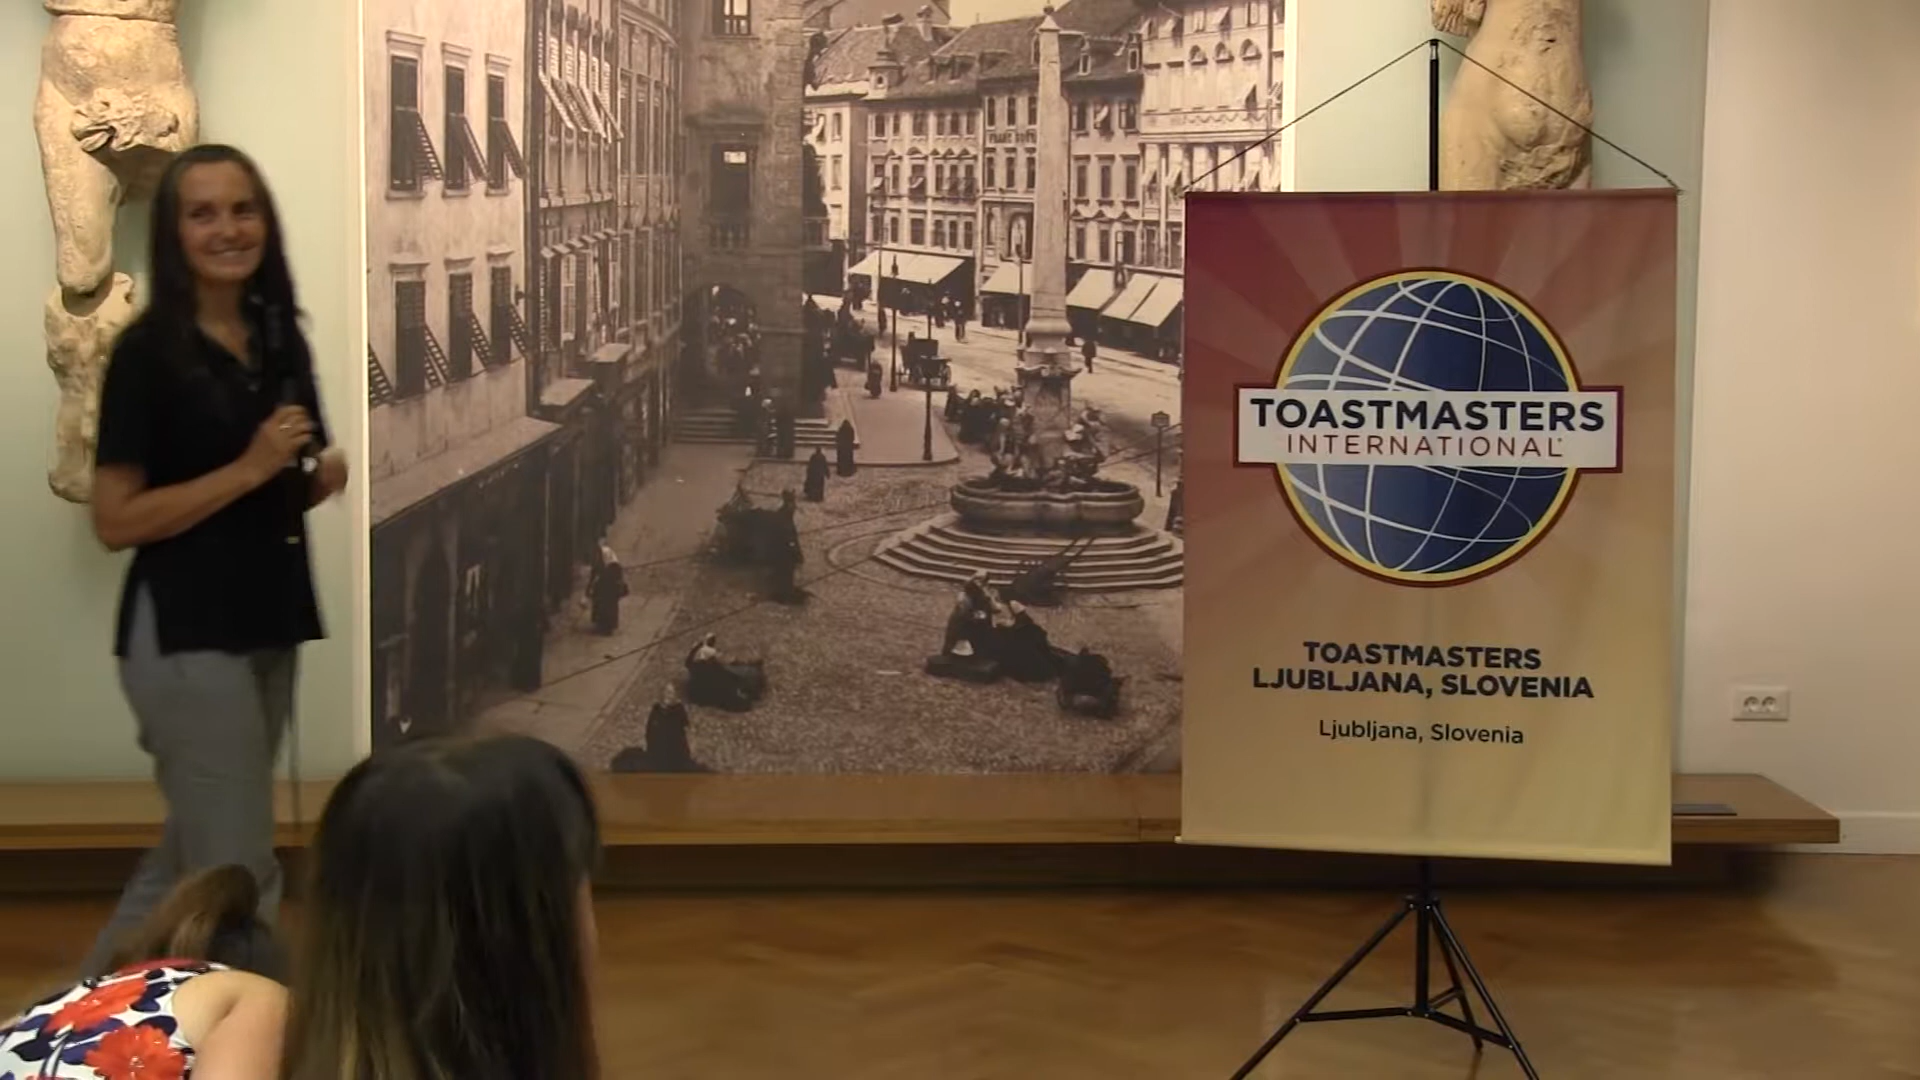 TOASTMASTERS
INTERNATIONAL
TOASTMASTERS
LJUBLJANA, SLOVENIA
Ljubljana, Slovenia